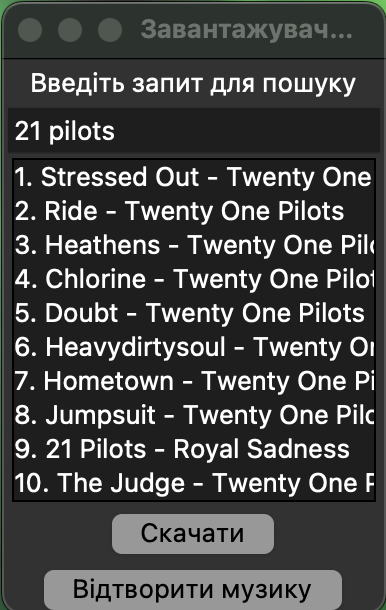 Завантажувач...
Введіть запит для пошуку
21 pilots
1. Stressed Out - Twenty One
2. Ride - Twenty One Pilots
3. Heathens - Twenty One Pilo
4. Chlorine - Twenty One Pilot
5. Doubt - Twenty One Pilots
6. Heavydirtysoul - Twenty Or
7. Hometown - Twenty One Pi
8. Jumpsuit - Twenty One Pilo
9. 21 Pilots - Royal Sadness
10. The Judge - Twenty One P
Скачати
Відтворити музику